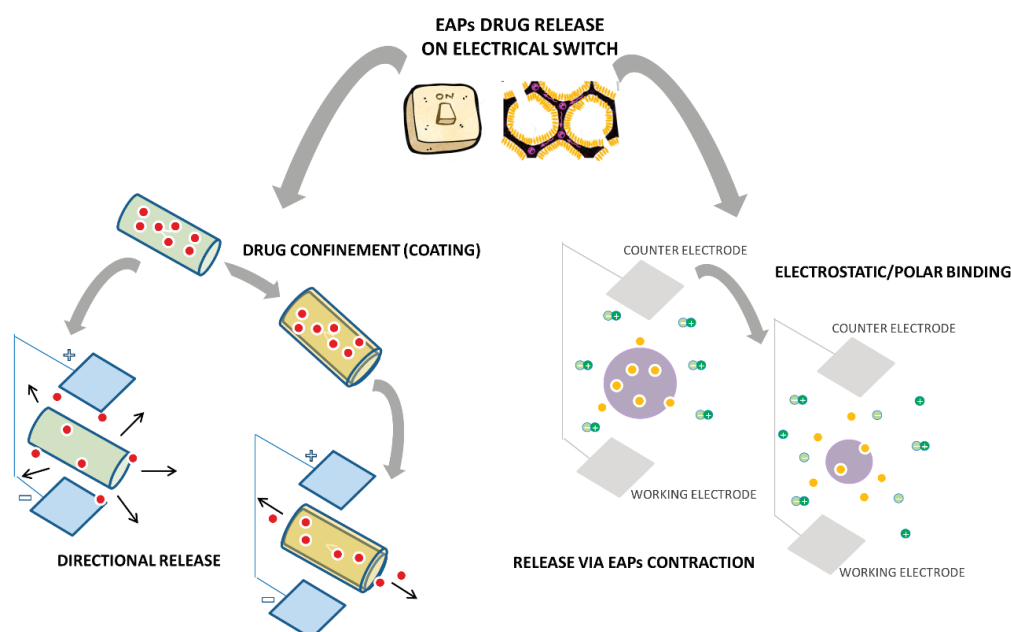 EAPs DRUG RELEASE
ON ELECTRICAL SWITCH
ON
DRUG CONFINEMENT (COATING)
COUNTER ELECTRODE
ELECTROSTATIC/POLAR BINDING
COUNTER ELECTRODE
WORKING ELECTRODE
DIRECTIONAL RELEASE
RELEASE VIA EAPs CONTRACTION
WORKING ELECTRODE